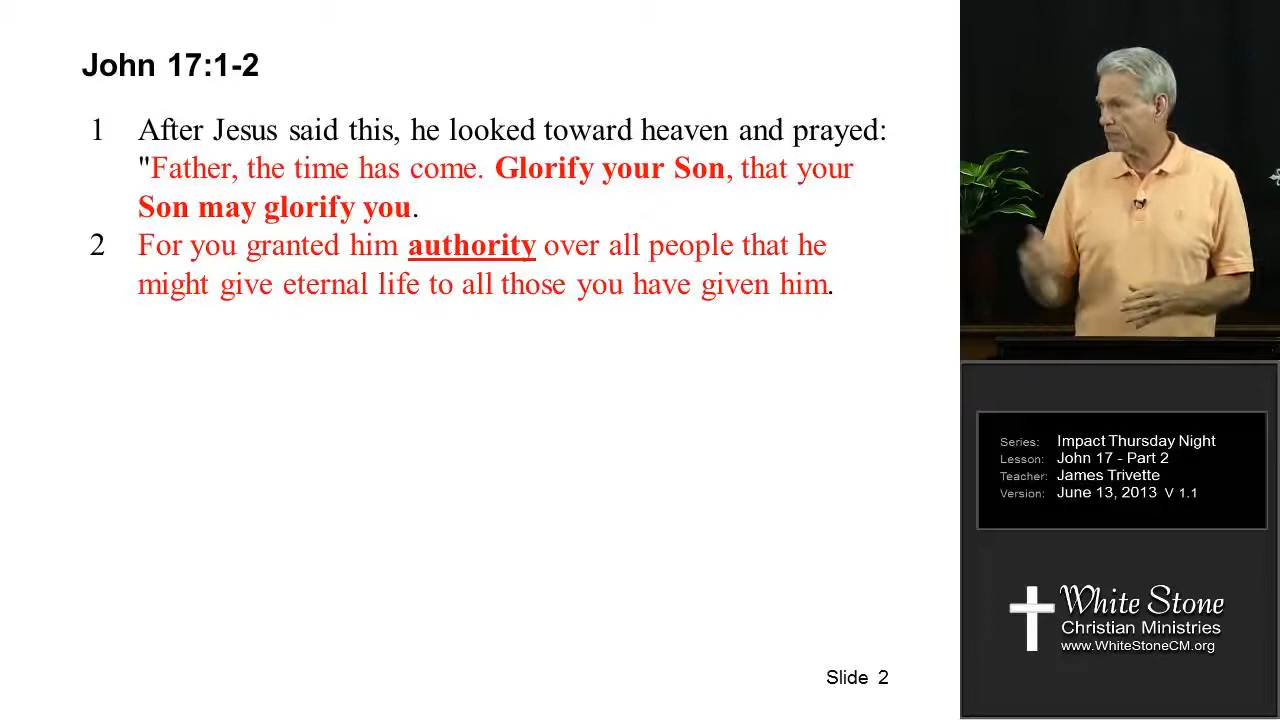 John 17:1-2
1 After Jesus said this, he looked toward heaven and prayed:
"Father, the time has come. Glorify your Son, that your
Son may glorify you.
2 For you granted him authority over all people that he
might give eternal life to all those you have given him.
Slide 2
Series: Impact Thursday Night
Lesson: John 17 - Part 2
Teacher: James Trivette
Version: June 13, 2013 V 1.1
White Stone
Christian Ministries
www.WhiteStoneCM.org